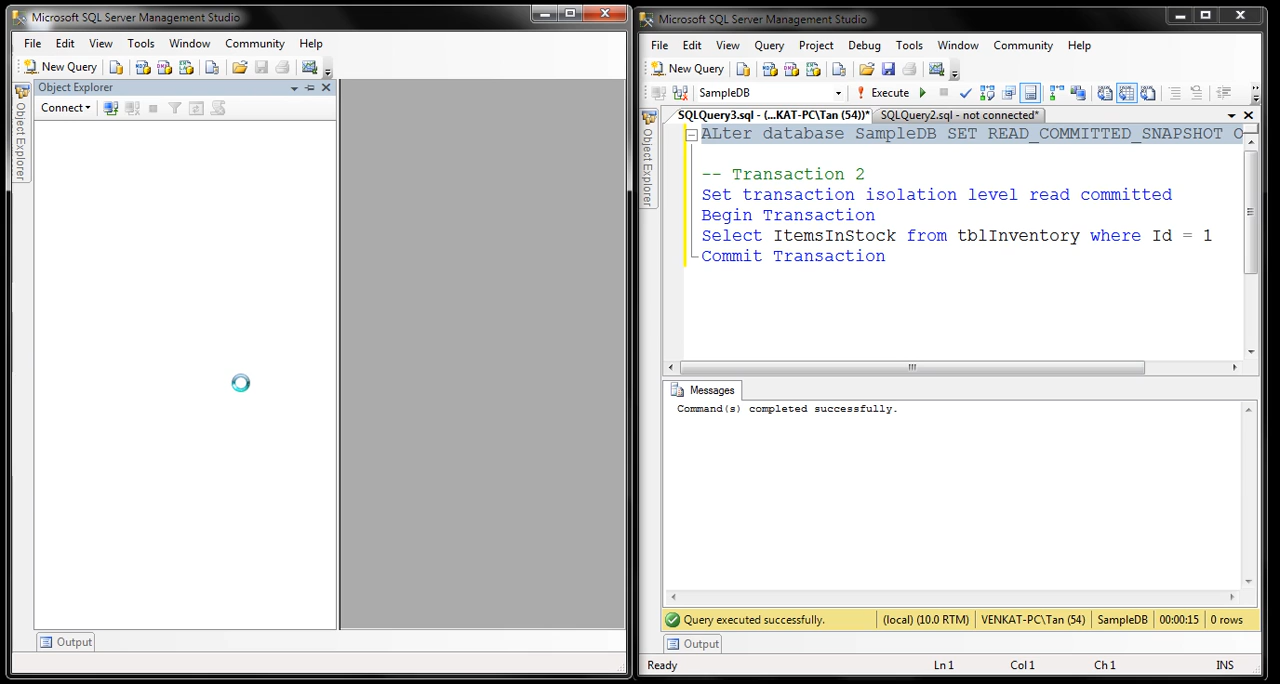 Microsoft SQL Server Management Studio
File Edit View Tools Window Community Help
New Query
Object Explorer
Object Explorer
Connect
Output
Microsoft SQL Server Management Studio
File Edit View Query Project Debug Tools Window Community Help
New Query
SampleDB Execute
SQLQuery3.sql - (...KAT-PC\Tan (54))* SQLQuery2.sql - not connected*
Object Explorer
ALter database SampleDB SET READ_COMMITTED_SNAPSHOT O
-- Transaction 2
Set transaction isolation level read committed
Begin Transaction
Select ItemsInStock from tblInventory where Id = 1
Commit Transaction
Messages
Command(s) completed successfully.
Query executed successfully. (local) (10.0 RTM) VENKAT-PC\Tan (54) SampleDB 00:00:15 0 rows
Output
Ready Ln 1 Col 1 Ch 1 INS